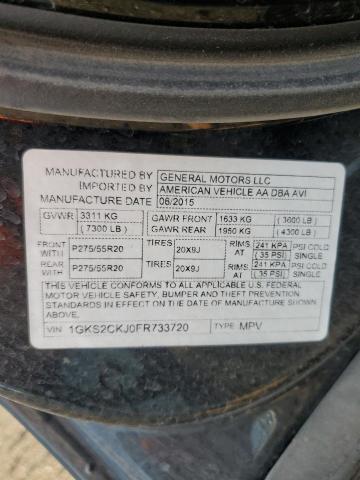 MANUFACTURED BY GENERAL MOTORS LLC
IMPORTED BY AMERICAN VEHICLE AA DBA AVI
MANUFACTURE DATE 06/2015
GVWR 3311 KG GAWR FRONT 1633 KG ( 3600 LB )
( 7300 LB ) GAWR REAR 1950 KG ( 4300 LB )
FRONT WITH P275/55R20 TIRES 20X9J RIMS AT 241 KPA ( 35 PSI ) PSI COLD SINGLE
REAR WITH P275/55R20 TIRES 20X9J RIMS AT 241 KPA ( 35 PSI ) PSI COLD SINGLE
THIS VEHICLE CONFORMS TO ALL APPLICABLE U.S. FEDERAL
MOTOR VEHICLE SAFETY, BUMPER AND THEFT PREVENTION
STANDARDS IN EFFECT ON THE DATE OF MANUFACTURE SHOWN
ABOVE.
VIN 1GKS2CKJ0FR733720 TYPE MPV